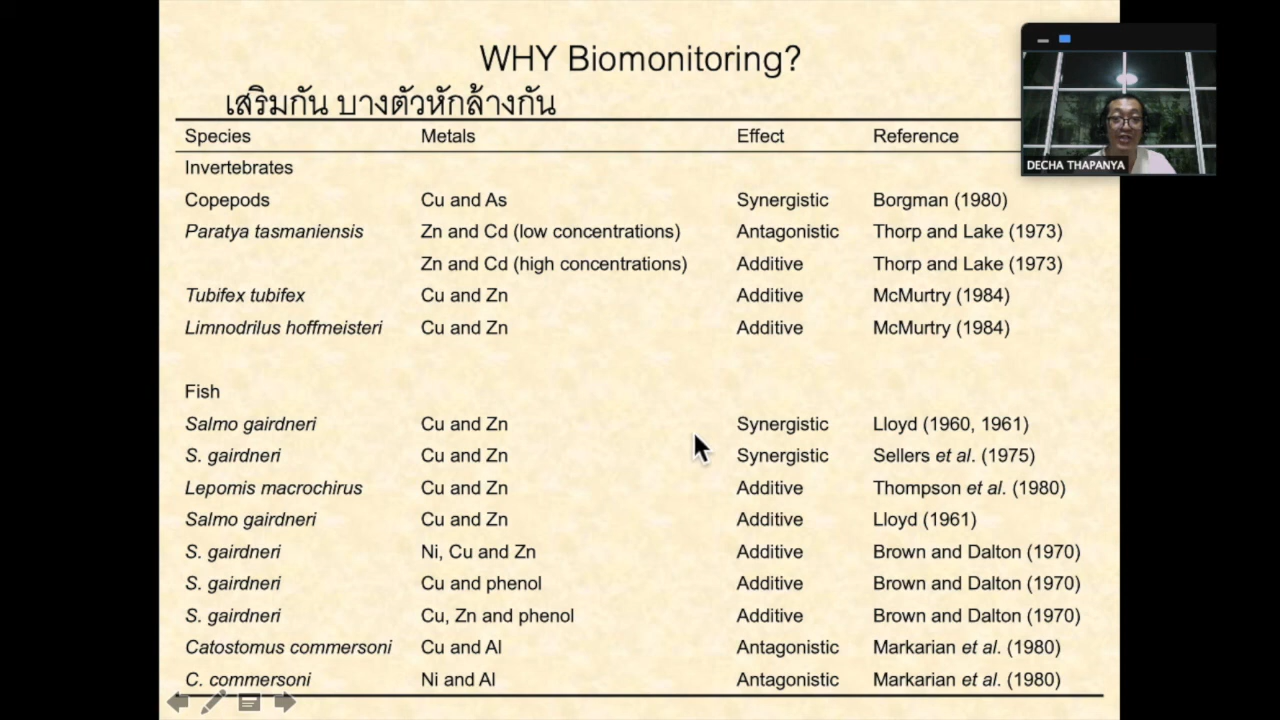 WHY Biomonitoring?
เสริมกัน บางตัวหักล้างกัน
DECHA THAPANYA
Species Metals Effect Reference
Invertebrates
Copepods Cu and As Synergistic Borgman (1980)
Paratya tasmaniensis Zn and Cd (low concentrations) Antagonistic Thorp and Lake (1973)
Zn and Cd (high concentrations) Additive Thorp and Lake (1973)
Tubifex tubifex Cu and Zn Additive McMurtry (1984)
Limnodrilus hoffmeisteri Cu and Zn Additive McMurtry (1984)
Fish
Salmo gairdneri Cu and Zn Synergistic Lloyd (1960, 1961)
S. gairdneri Cu and Zn Synergistic Sellers et al. (1975)
Lepomis macrochirus Cu and Zn Additive Thompson et al. (1980)
Salmo gairdneri Cu and Zn Additive Lloyd (1961)
S. gairdneri Ni, Cu and Zn Additive Brown and Dalton (1970)
S. gairdneri Cu and phenol Additive Brown and Dalton (1970)
S. gairdneri Cu, Zn and phenol Additive Brown and Dalton (1970)
Catostomus commersoni Cu and Al Antagonistic Markarian et al. (1980)
C. commersoni Ni and Al Antagonistic Markarian et al. (1980)